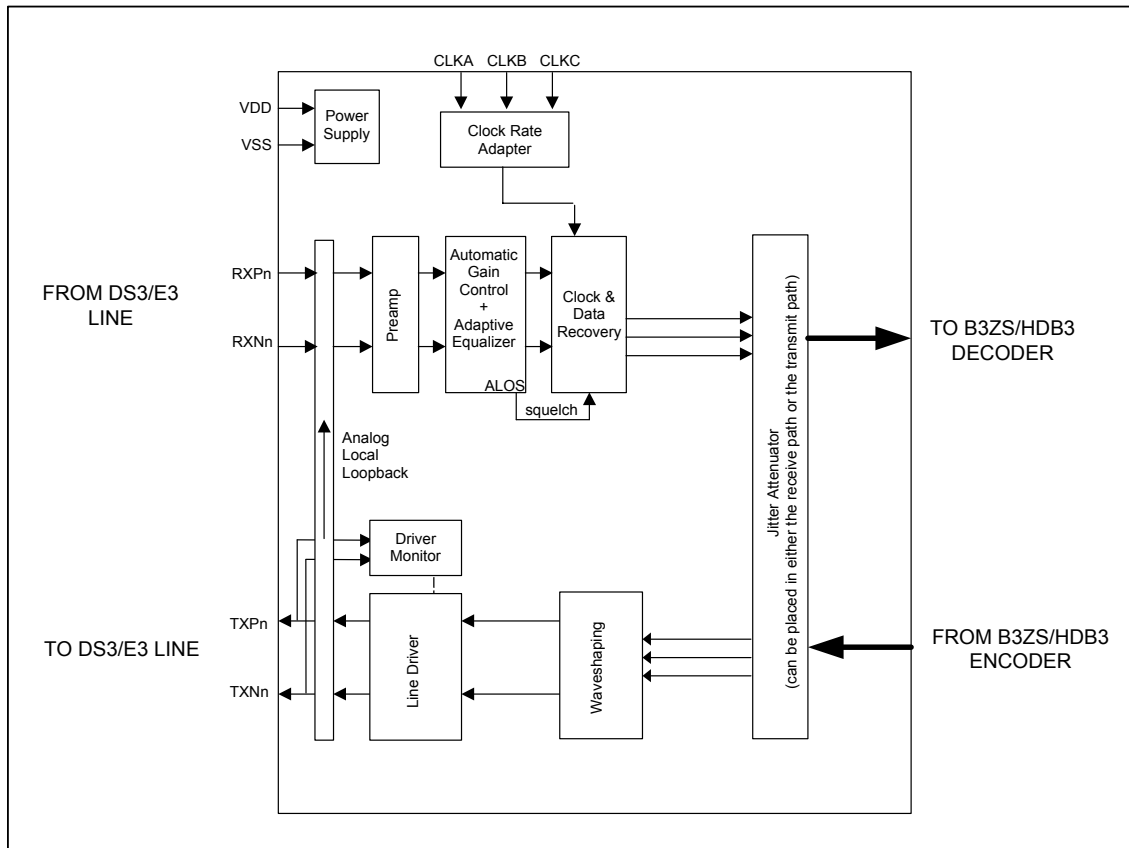 CLKA CLKB CLKC
VDD
VSS
Power
Supply
Clock Rate
Adapter
FROM DS3/E3
LINE
RXPn
RXNn
Preamp
Automatic
Gain
Control
+
Adaptive
Equalizer
ALOS
squelch
Clock &
Data
Recovery
Jitter Attenuator
(can be placed in either the receive path or the transmit path)
TO B3ZS/HDB3
DECODER
Analog
Local
Loopback
Driver
Monitor
TO DS3/E3 LINE
TXPn
TXNn
Line Driver
Waveshaping
FROM B3ZS/HDB3
ENCODER